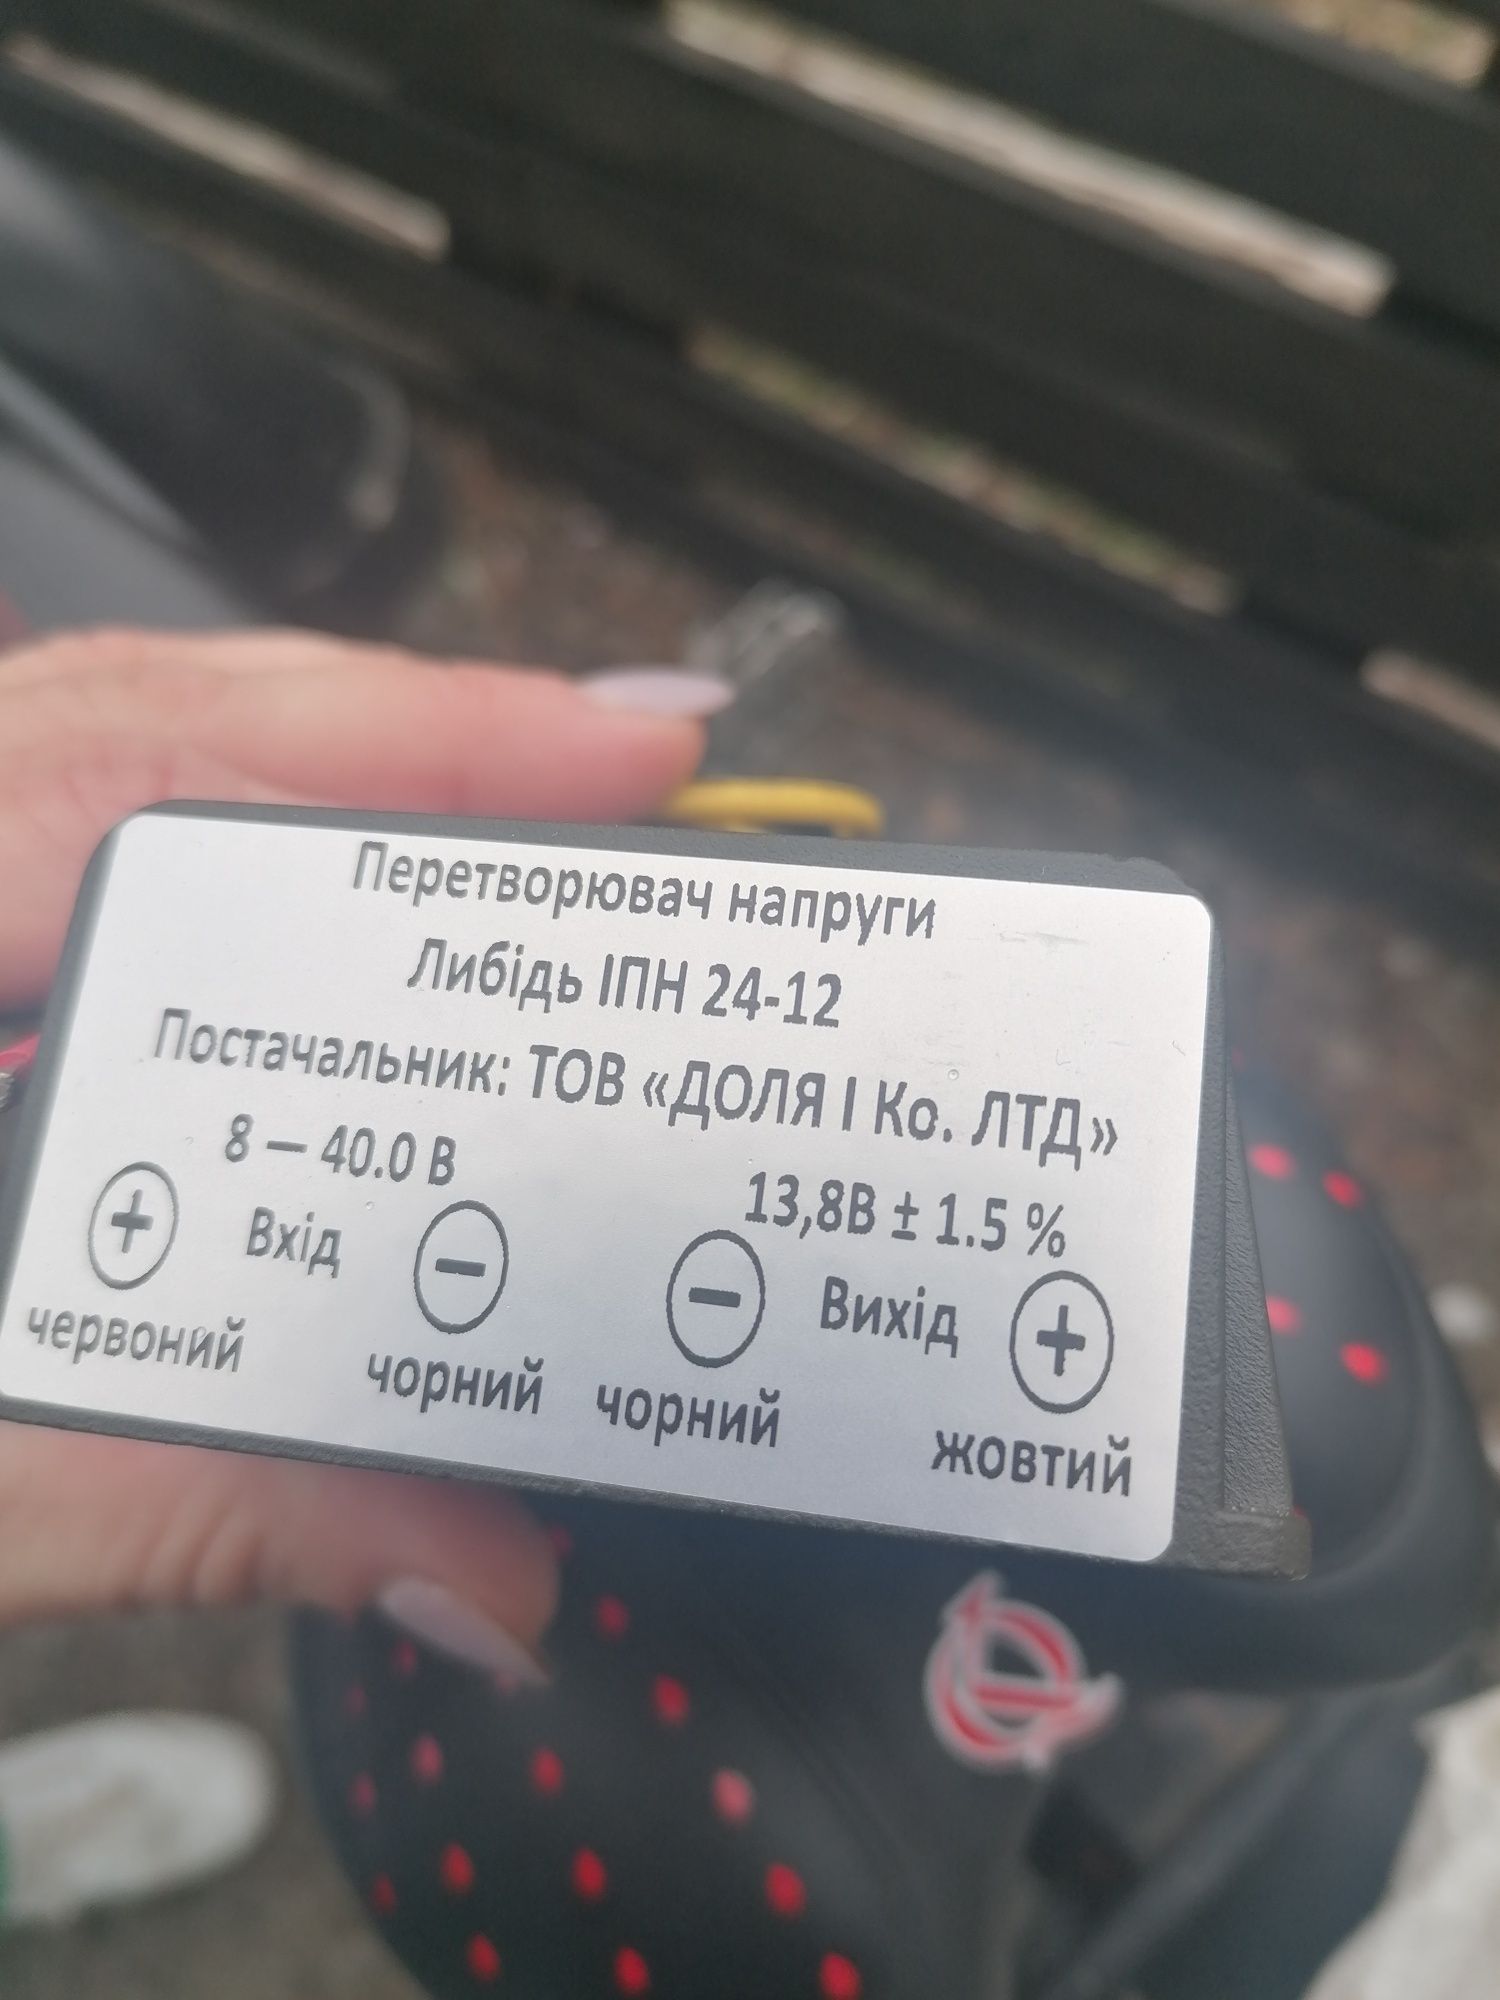 Перетворювач напруги
Либідь ІПН 24-12
Постачальник: ТОВ «ДОЛЯ І Ко. ЛТД»
8 — 40.0 В
13,8В ± 1.5 %
+ Вхід − − Вихід +
червоний чорний чорний жовтий